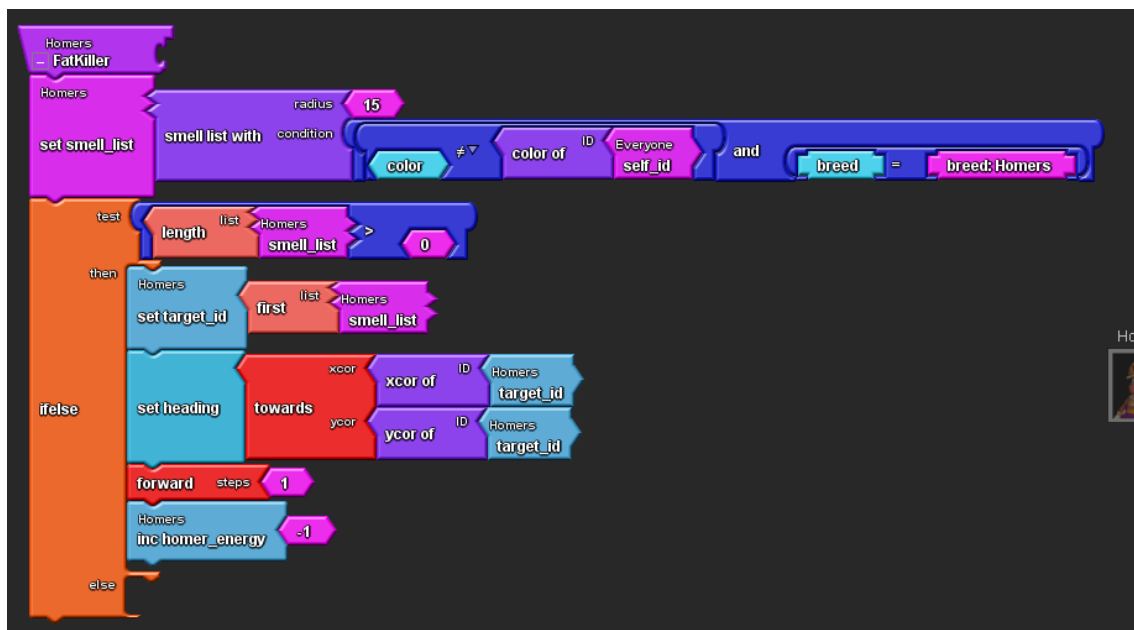 Homers
– FatKiller
Homers
set smell_list
smell list with
radius 15
condition
color ≠ color of ID Everyone self_id and breed = breed: Homers
ifelse
test length list Homers smell_list > 0
then
Homers
set target_id first list Homers smell_list
set heading towards
xcor xcor of ID Homers target_id
ycor ycor of ID Homers target_id
forward steps 1
Homers
inc homer_energy -1
else